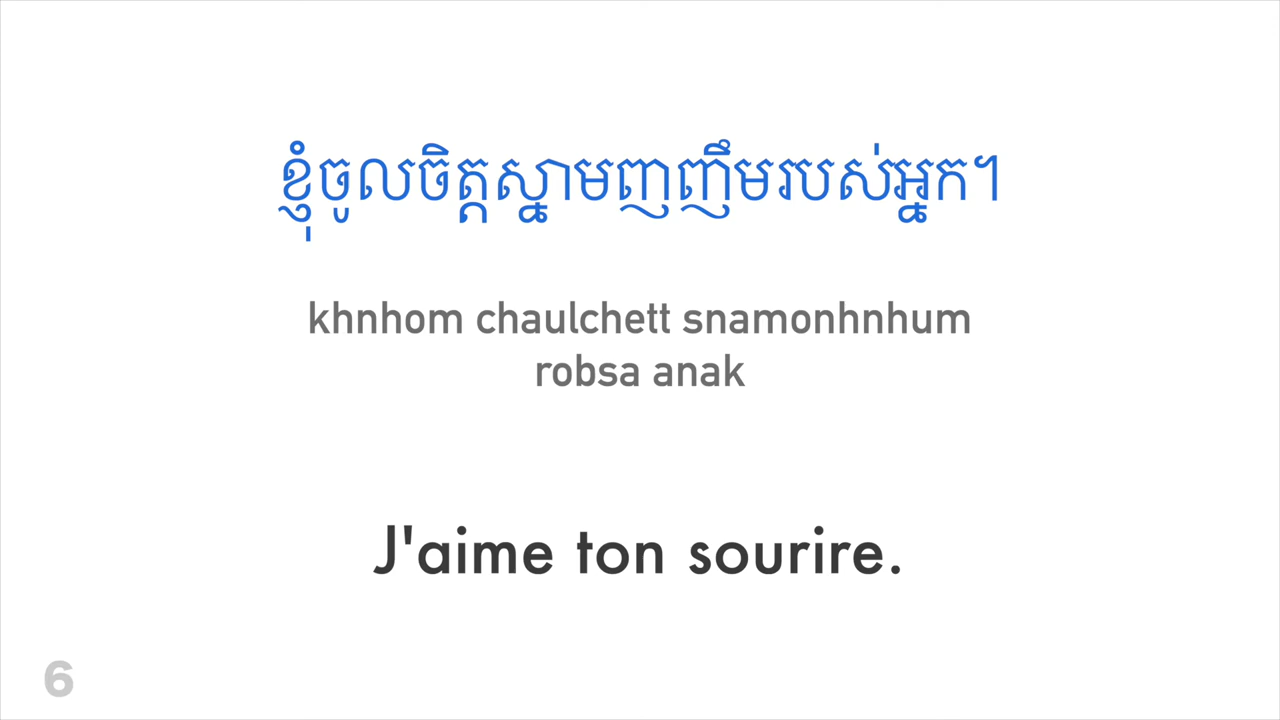 ខ្ញុំចូលចិត្តស្នាមញញឹមរបស់អ្នក។
khnhom chaulchett snamonhnhum
robsa anak
J'aime ton sourire.
6